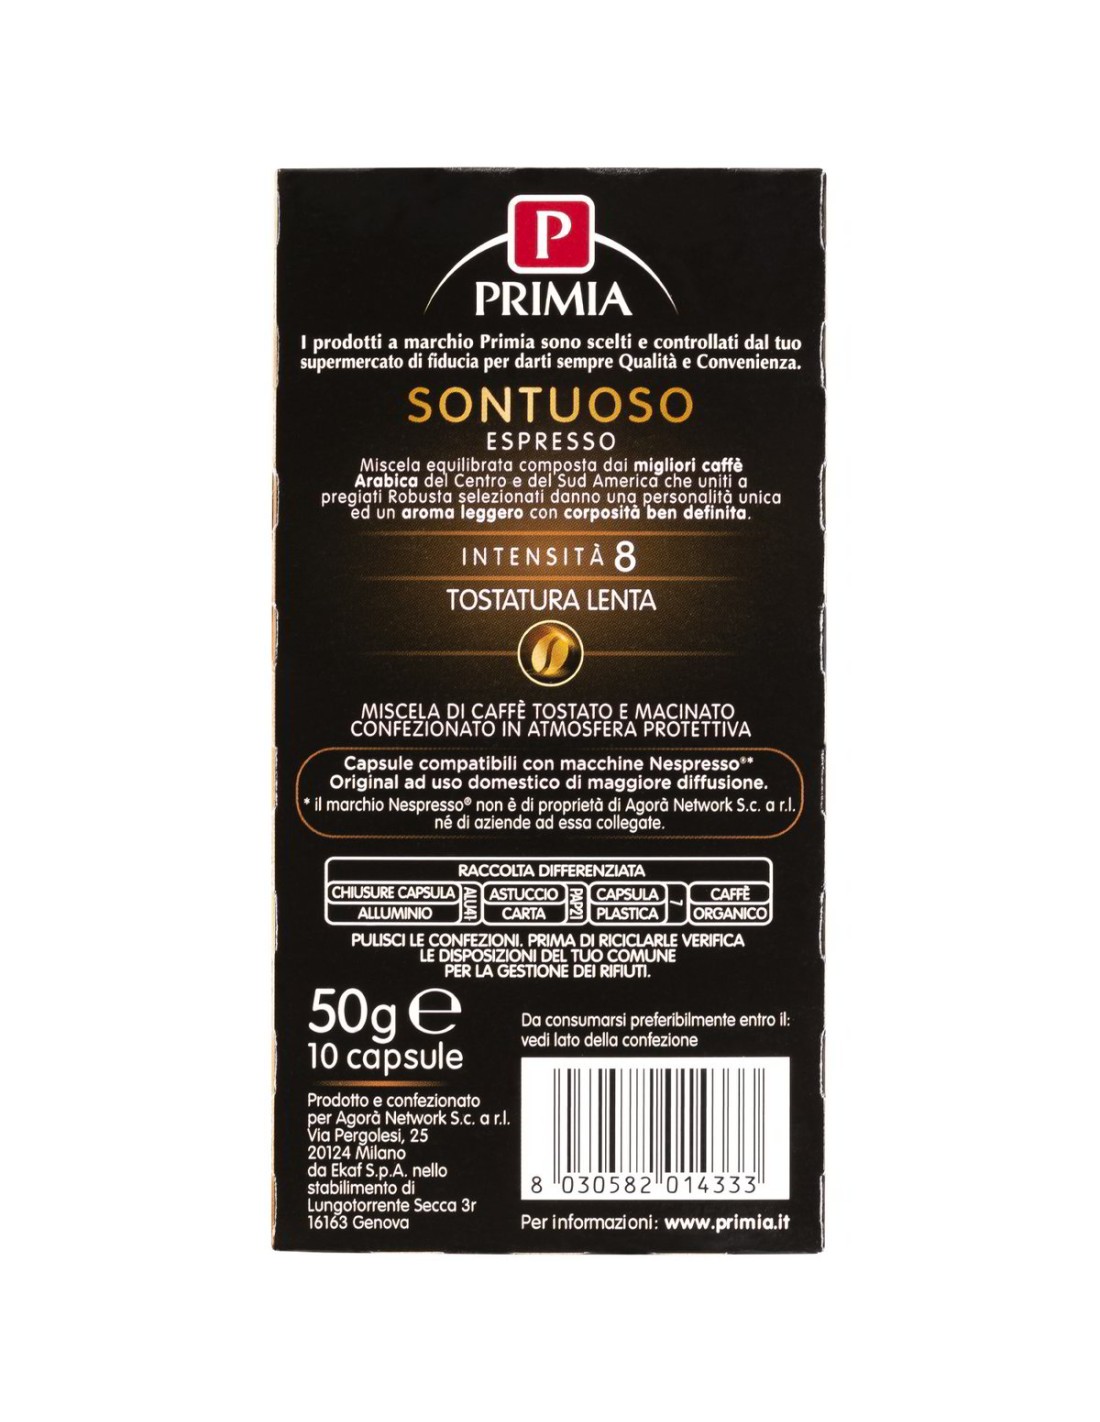 P
PRIMIA
I prodotti a marchio Primia sono scelti e controllati dal tuo
supermercato di fiducia per darti sempre Qualità e Convenienza.
SONTUOSO
ESPRESSO
Miscela equilibrata composta dai migliori caffè
Arabica del Centro e del Sud America che uniti a
pregiati Robusta selezionati danno una personalità unica
ed un aroma leggero con corposità ben definita.
INTENSITÀ 8
TOSTATURA LENTA
MISCELA DI CAFFÈ TOSTATO E MACINATO
CONFEZIONATO IN ATMOSFERA PROTETTIVA
Capsule compatibili con macchine Nespresso®*
Original ad uso domestico di maggiore diffusione.
* il marchio Nespresso® non è di proprietà di Agorà Network S.c. a r.l.
né di aziende ad essa collegate.
RACCOLTA DIFFERENZIATA
CHIUSURE CAPSULA ALU41 ASTUCCIO PAP21 CAPSULA 7 CAFFÈ
ALLUMINIO CARTA PLASTICA ORGANICO
PULISCI LE CONFEZIONI. PRIMA DI RICICLARLE VERIFICA
LE DISPOSIZIONI DEL TUO COMUNE
PER LA GESTIONE DEI RIFIUTI.
50g ℮
10 capsule
Da consumarsi preferibilmente entro il:
vedi lato della confezione
Prodotto e confezionato
per Agorà Network S.c. a r.l.
Via Pergolesi, 25
20124 Milano
da Ekaf S.p.A. nello
stabilimento di
Lungotorrente Secca 3r
16163 Genova
8 030582 014333
Per informazioni: www.primia.it